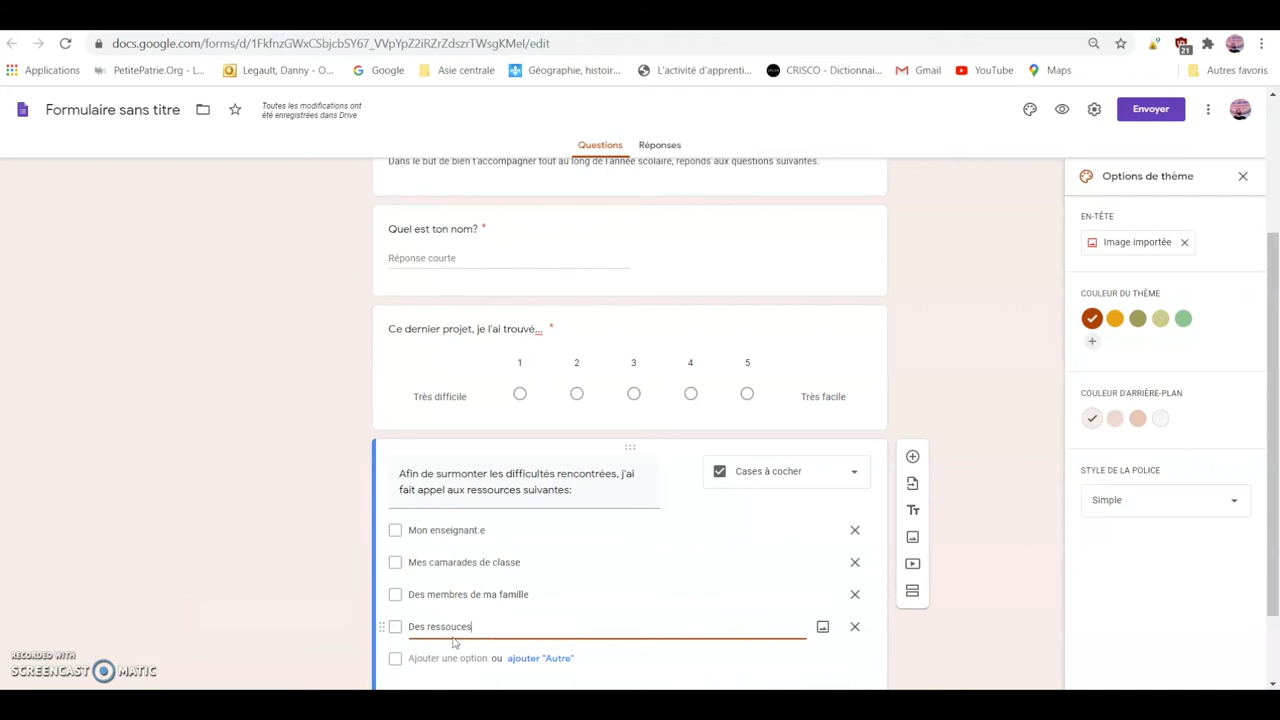 docs.google.com/forms/d/1FkfnzGWxCSbjcbSY67_VVpYpZ2iRZrZdszrTWsgKMeI/edit
21
Applications
PetitePatrie.Org - L...
Legault, Danny - O...
Google
Asie centrale
Géographie, histoir...
L'activité d'apprenti...
CRISCO - Dictionnai...
Gmail
YouTube
Maps
Autres favoris
Formulaire sans titre
Toutes les modifications ont
été enregistrées dans Drive
Envoyer
Questions
Réponses
Dans le but de bien t'accompagner tout au long de l'année scolaire, réponds aux questions suivantes.
Options de thème
Quel est ton nom? *
Réponse courte
EN-TÊTE
Image importée
COULEUR DU THÈME
Ce dernier projet, je l'ai trouvé... *
1 2 3 4 5
Très difficile
Très facile
COULEUR D'ARRIÈRE-PLAN
STYLE DE LA POLICE
Simple
Afin de surmonter les difficultés rencontrées, j'ai
fait appel aux ressources suivantes:
Cases à cocher
Mon enseignant.e
Mes camarades de classe
Des membres de ma famille
Des ressouces
Ajouter une option ou ajouter "Autre"
RECORDED WITH
SCREENCAST MATIC